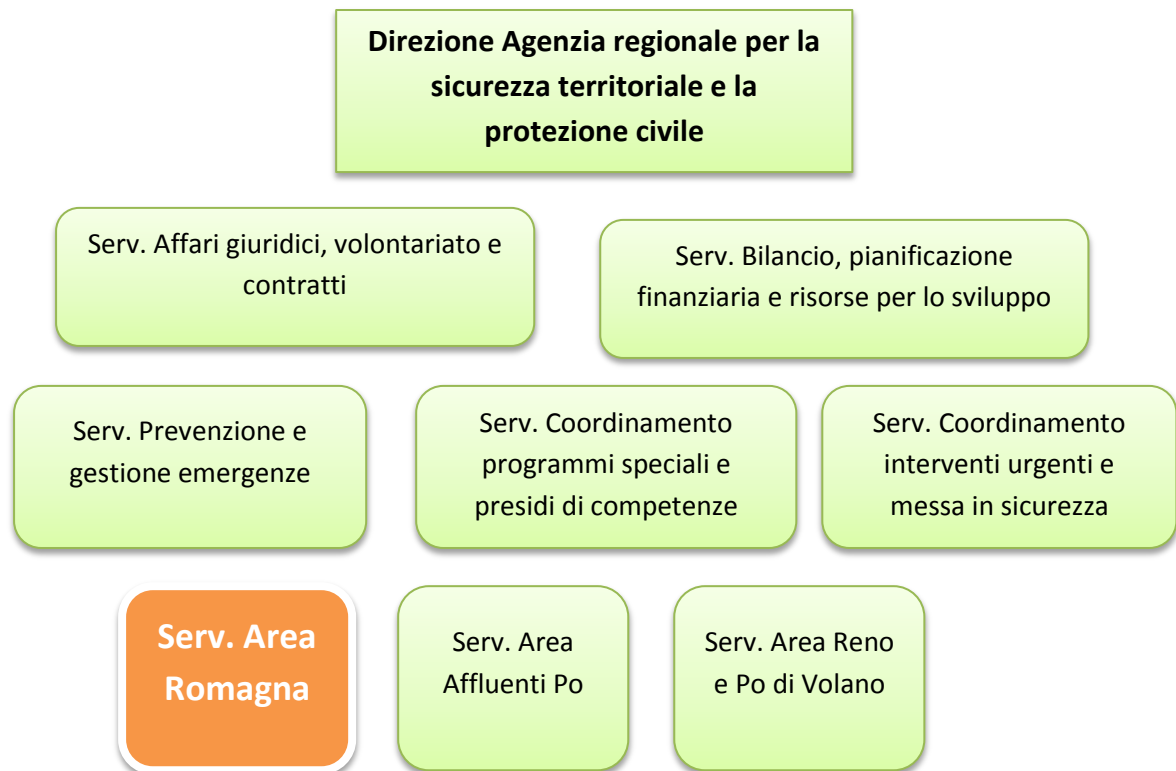 Direzione Agenzia regionale per la
sicurezza territoriale e la
protezione civile
Serv. Affari giuridici, volontariato e
contratti
Serv. Bilancio, pianificazione
finanziaria e risorse per lo sviluppo
Serv. Prevenzione e
gestione emergenze
Serv. Coordinamento
programmi speciali e
presidi di competenze
Serv. Coordinamento
interventi urgenti e
messa in sicurezza
Serv. Area
Romagna
Serv. Area
Affluenti Po
Serv. Area Reno
e Po di Volano